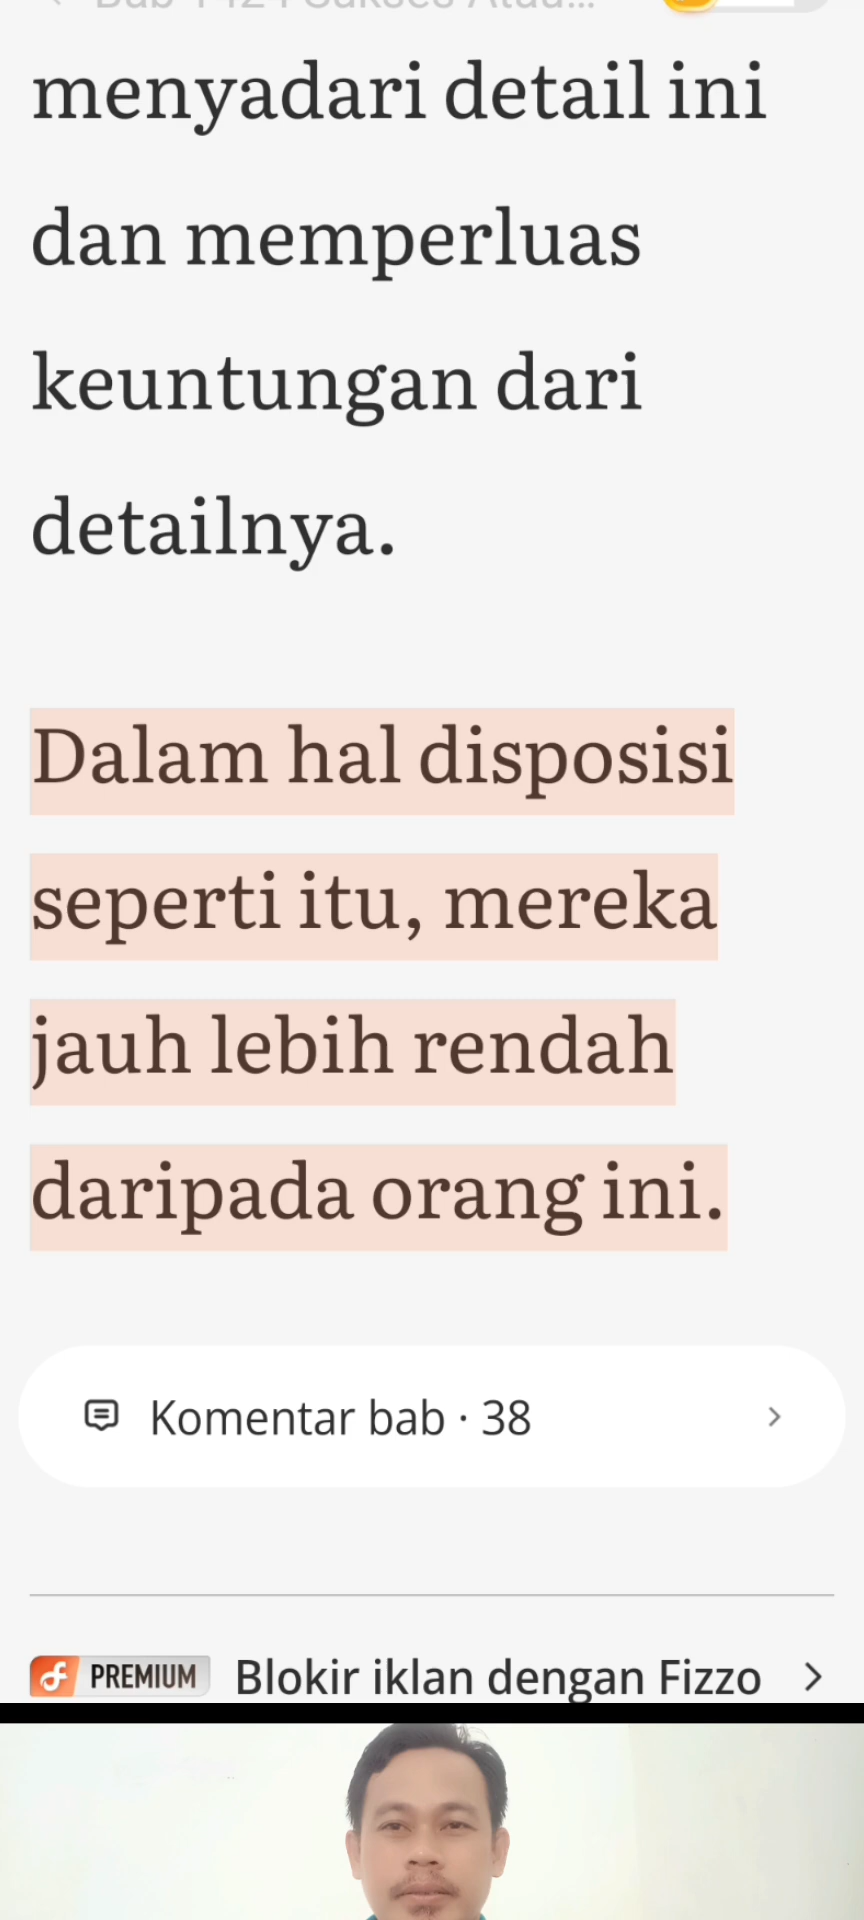 menyadari detail ini
dan memperluas
keuntungan dari
detailnya.
Dalam hal disposisi
seperti itu, mereka
jauh lebih rendah
daripada orang ini.
Komentar bab · 38
PREMIUM Blokir iklan dengan Fizzo